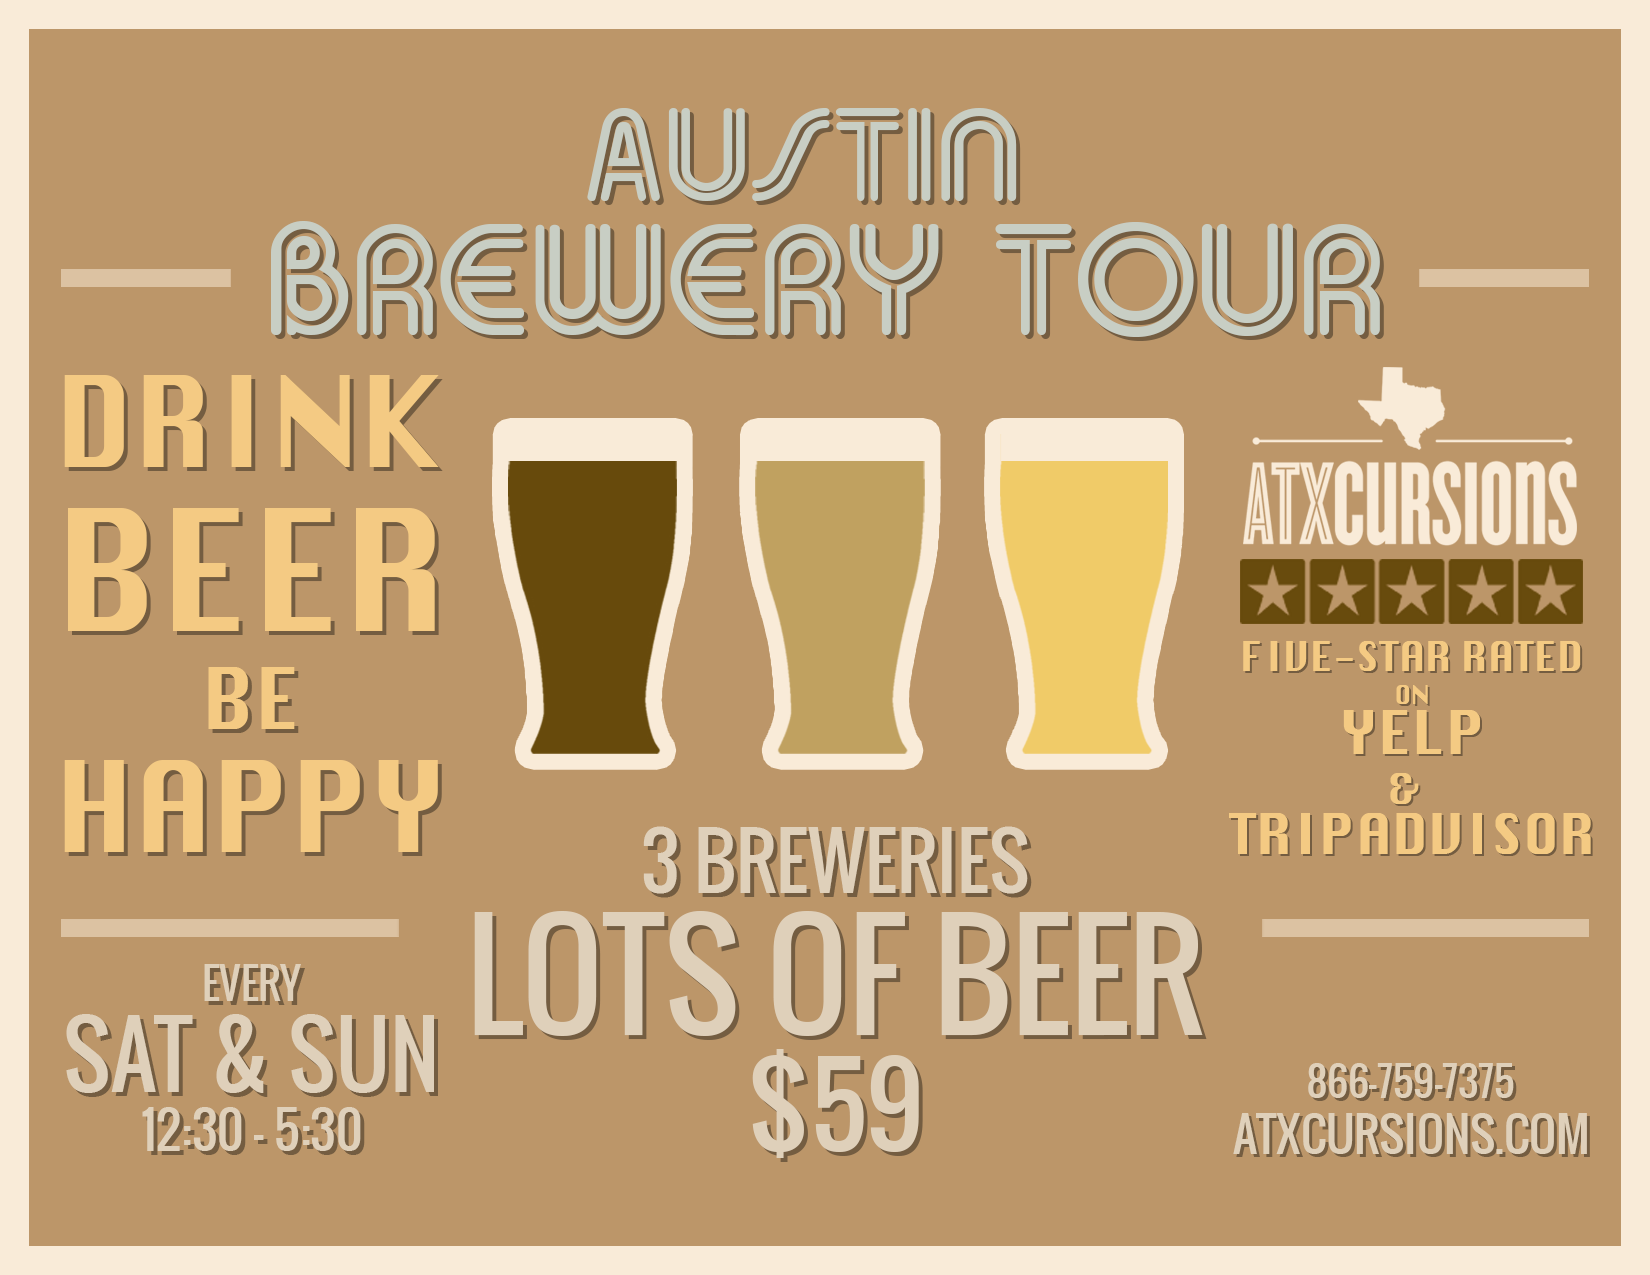 AUSTIN
BREWERY TOUR
DRINK
BEER
BE
HAPPY
ATXCURSIONS
FIVE-STAR RATED
ON
YELP
&
TRIPADVISOR
3 BREWERIES
LOTS OF BEER
$59
EVERY
SAT & SUN
12:30 - 5:30
866-759-7375
ATXCURSIONS.COM